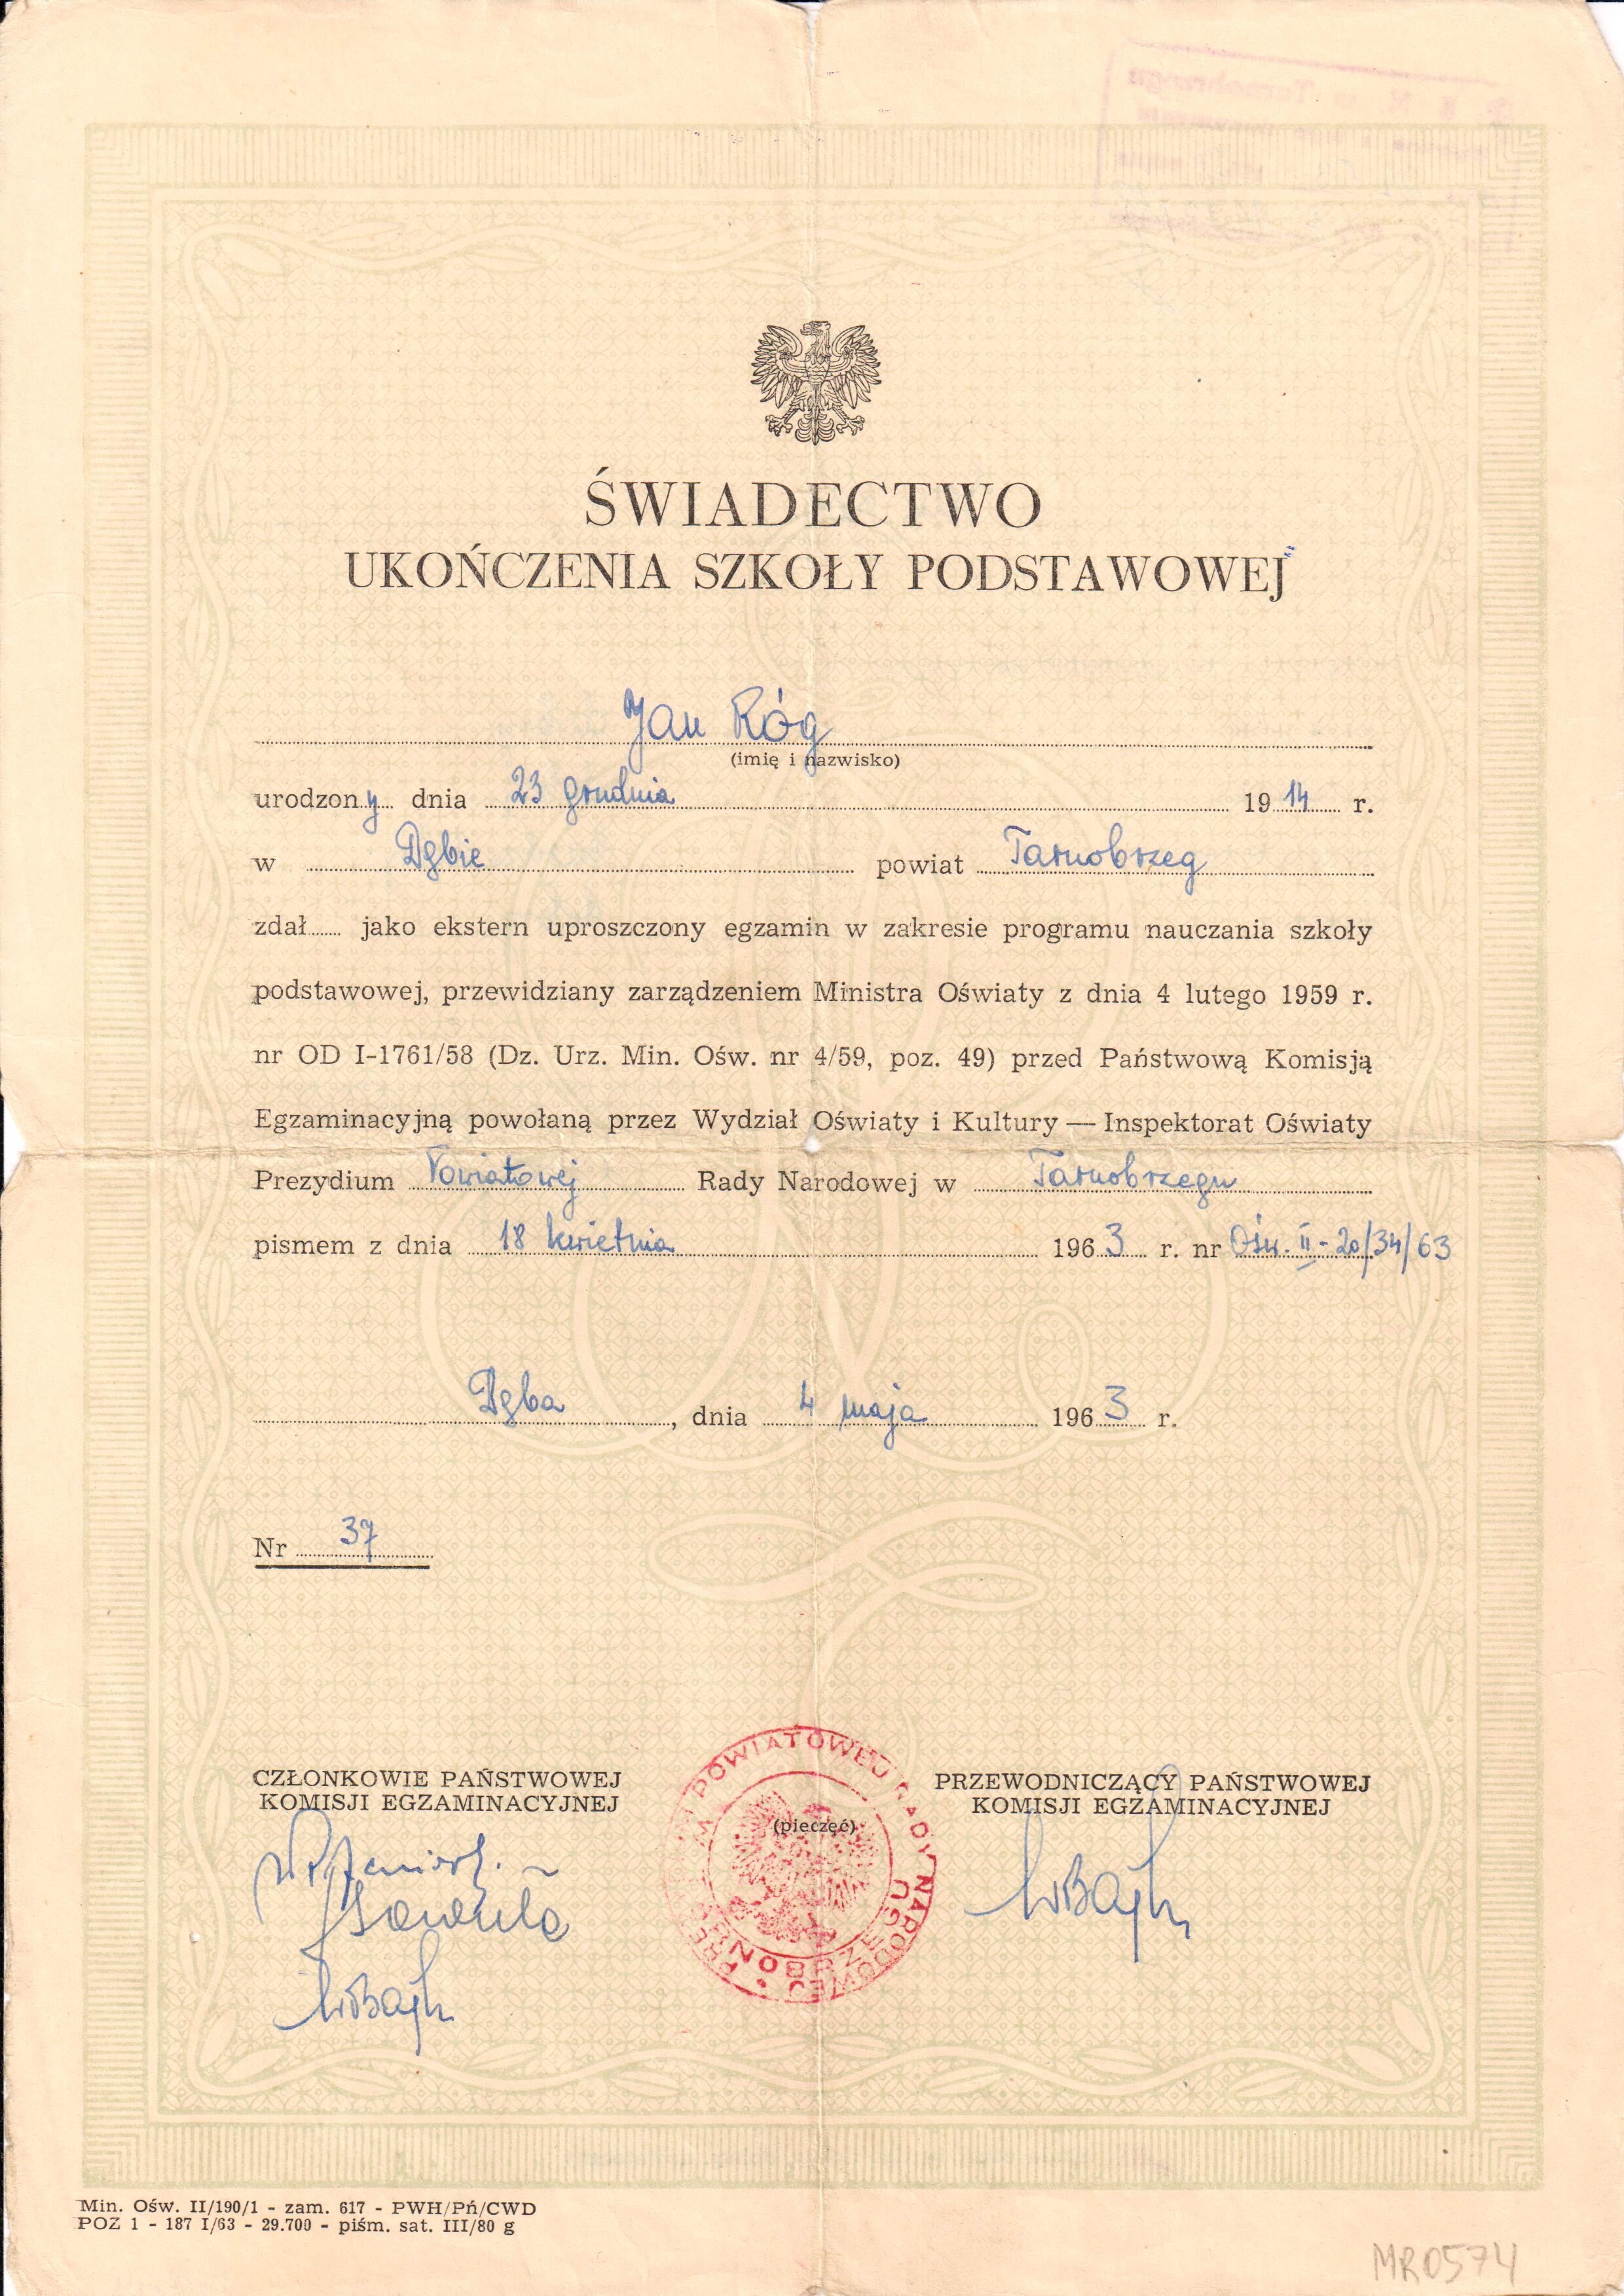 ŚWIADECTWO
UKOŃCZENIA SZKOŁY PODSTAWOWEJ
Jan Róg
(imię i nazwisko)
urodzony dnia 23 grudnia 1914 r.
w Dębie powiat Tarnobrzeg
zdał jako ekstern uproszczony egzamin w zakresie programu nauczania szkoły
podstawowej, przewidziany zarządzeniem Ministra Oświaty z dnia 4 lutego 1959 r.
nr OD I-1761/58 (Dz. Urz. Min. Ośw. nr 4/59, poz. 49) przed Państwową Komisją
Egzaminacyjną powołaną przez Wydział Oświaty i Kultury — Inspektorat Oświaty
Prezydium Powiatowej Rady Narodowej w Tarnobrzegu
pismem z dnia 18 kwietnia 1963 r. nr Ośw. II-20/34/63
Dęba, dnia 4 maja 1963 r.
Nr 37
CZŁONKOWIE PAŃSTWOWEJ
KOMISJI EGZAMINACYJNEJ
(pieczęć)
PRZEWODNICZĄCY PAŃSTWOWEJ
KOMISJI EGZAMINACYJNEJ
POWIATOWEJ RADY NARODOWEJ
Min. Ośw. II/190/1 - zam. 617 - PWH/Pń/CWD
POZ 1 - 187 I/63 - 29.700 - piśm. sat. III/80 g
MR0574